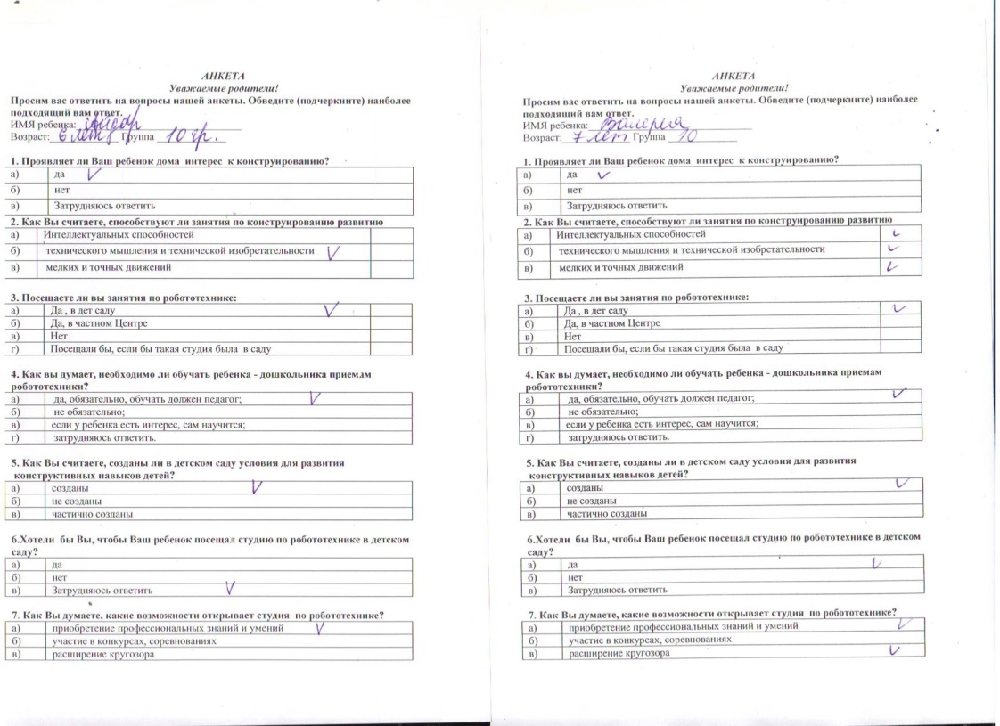 АНКЕТА
Уважаемые родители!
Просим вас ответить на вопросы нашей анкеты. Обведите (подчеркните) наиболее
подходящий вам ответ.
ИМЯ ребенка:
Возраст: 6 лет Группа 10 гр.
1. Проявляет ли Ваш ребенок дома интерес к конструированию?
а) да
б) нет
в) Затрудняюсь ответить
2. Как Вы считаете, способствуют ли занятия по конструированию развитию
а) Интеллектуальных способностей
б) технического мышления и технической изобретательности
в) мелких и точных движений
3. Посещаете ли вы занятия по робототехнике:
а) Да , в дет саду
б) Да, в частном Центре
в) Нет
г) Посещали бы, если бы такая студия была в саду
4. Как вы думает, необходимо ли обучать ребенка - дошкольника приемам
робототехники?
а) да, обязательно, обучать должен педагог;
б) не обязательно;
в) если у ребенка есть интерес, сам научится;
г) затрудняюсь ответить.
5. Как Вы считаете, созданы ли в детском саду условия для развития
конструктивных навыков детей?
а) созданы
б) не созданы
в) частично созданы
6.Хотели бы Вы, чтобы Ваш ребенок посещал студию по робототехнике в детском
саду?
а) да
б) нет
в) Затрудняюсь ответить
7. Как Вы думаете, какие возможности открывает студия по робототехнике?
а) приобретение профессиональных знаний и умений
б) участие в конкурсах, соревнованиях
в) расширение кругозора
АНКЕТА
Уважаемые родители!
Просим вас ответить на вопросы нашей анкеты. Обведите (подчеркните) наиболее
подходящий вам ответ.
ИМЯ ребенка: Валерия
Возраст: 7 лет Группа 10
1. Проявляет ли Ваш ребенок дома интерес к конструированию?
а) да
б) нет
в) Затрудняюсь ответить
2. Как Вы считаете, способствуют ли занятия по конструированию развитию
а) Интеллектуальных способностей
б) технического мышления и технической изобретательности
в) мелких и точных движений
3. Посещаете ли вы занятия по робототехнике:
а) Да , в дет саду
б) Да, в частном Центре
в) Нет
г) Посещали бы, если бы такая студия была в саду
4. Как вы думает, необходимо ли обучать ребенка - дошкольника приемам
робототехники?
а) да, обязательно, обучать должен педагог;
б) не обязательно;
в) если у ребенка есть интерес, сам научится;
г) затрудняюсь ответить.
5. Как Вы считаете, созданы ли в детском саду условия для развития
конструктивных навыков детей?
а) созданы
б) не созданы
в) частично созданы
6.Хотели бы Вы, чтобы Ваш ребенок посещал студию по робототехнике в детском
саду?
а) да
б) нет
в) Затрудняюсь ответить
7. Как Вы думаете, какие возможности открывает студия по робототехнике?
а) приобретение профессиональных знаний и умений
б) участие в конкурсах, соревнованиях
в) расширение кругозора